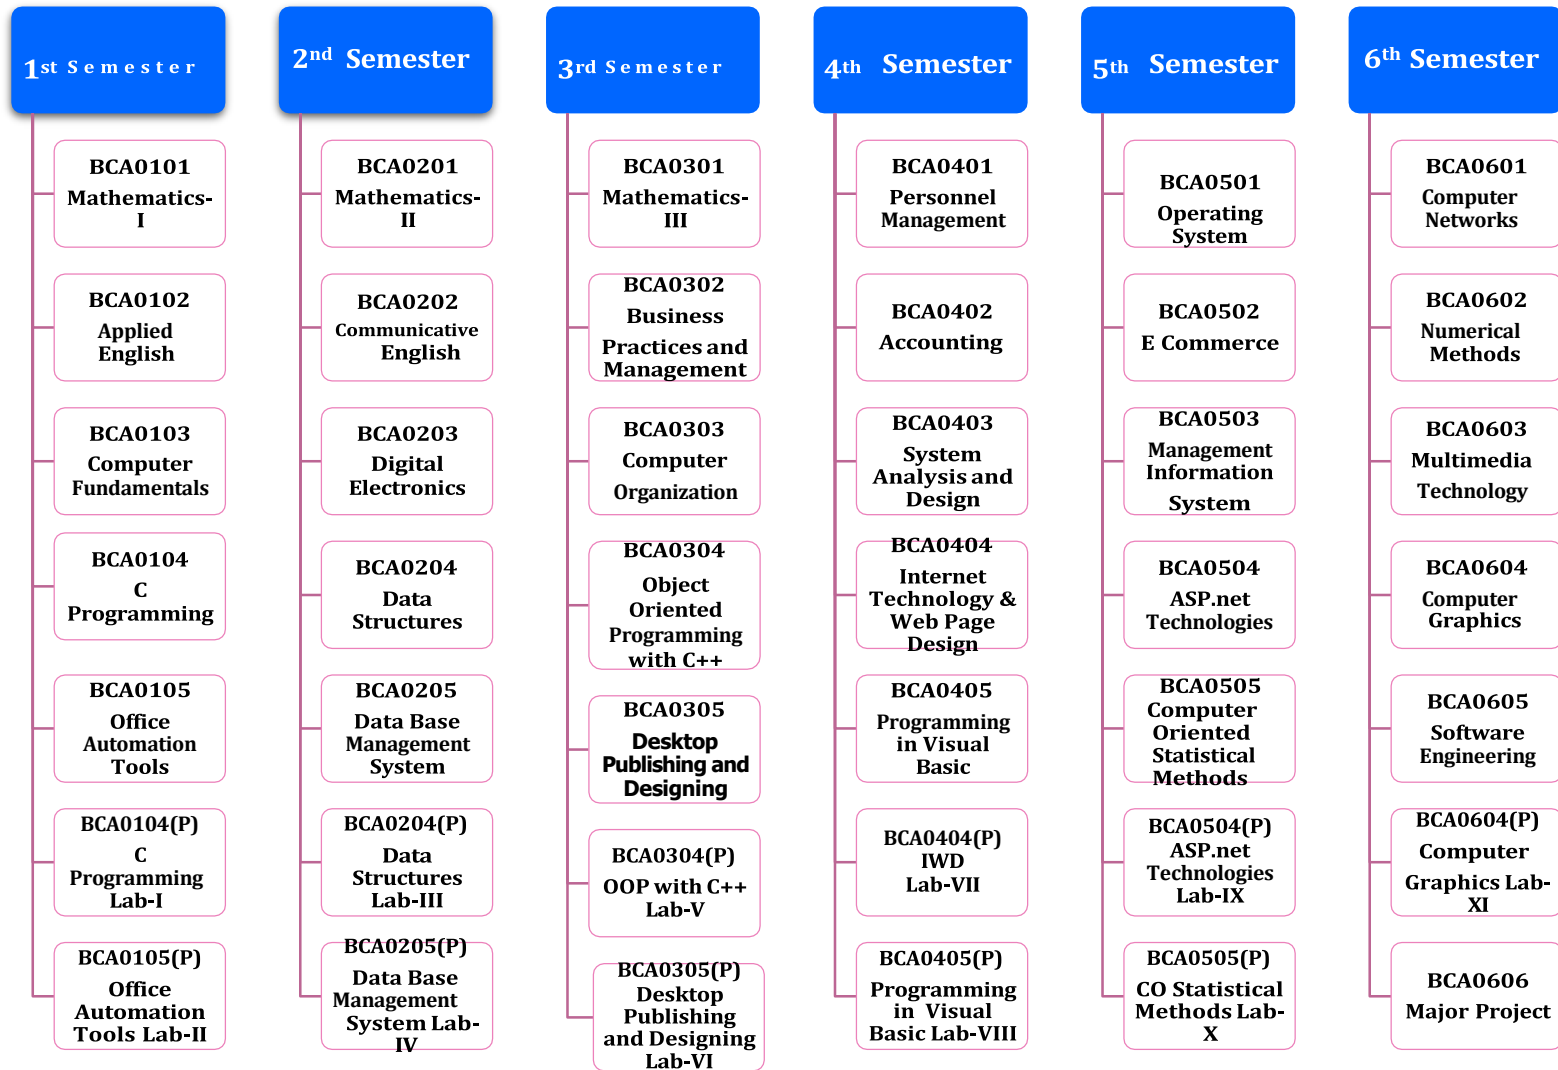 1st Semester
BCA0101
Mathematics-
I
BCA0102
Applied
English
BCA0103
Computer
Fundamentals
BCA0104
C
Programming
BCA0105
Office
Automation
Tools
BCA0104(P)
C
Programming
Lab-I
BCA0105(P)
Office
Automation
Tools Lab-II
2nd Semester
BCA0201
Mathematics-
II
BCA0202
Communicative
English
BCA0203
Digital
Electronics
BCA0204
Data
Structures
BCA0205
Data Base
Management
System
BCA0204(P)
Data
Structures
Lab-III
BCA0205(P)
Data Base
Management
System Lab-
IV
3rd Semester
BCA0301
Mathematics-
III
BCA0302
Business
Practices and
Management
BCA0303
Computer
Organization
BCA0304
Object
Oriented
Programming
with C++
BCA0305
Desktop
Publishing and
Designing
BCA0304(P)
OOP with C++
Lab-V
BCA0305(P)
Desktop
Publishing
and Designing
Lab-VI
4th Semester
BCA0401
Personnel
Management
BCA0402
Accounting
BCA0403
System
Analysis and
Design
BCA0404
Internet
Technology &
Web Page
Design
BCA0405
Programming
in Visual
Basic
BCA0404(P)
IWD
Lab-VII
BCA0405(P)
Programming
in Visual
Basic Lab-VIII
5th Semester
BCA0501
Operating
System
BCA0502
E Commerce
BCA0503
Management
Information
System
BCA0504
ASP.net
Technologies
BCA0505
Computer
Oriented
Statistical
Methods
BCA0504(P)
ASP.net
Technologies
Lab-IX
BCA0505(P)
CO Statistical
Methods Lab-
X
6th Semester
BCA0601
Computer
Networks
BCA0602
Numerical
Methods
BCA0603
Multimedia
Technology
BCA0604
Computer
Graphics
BCA0605
Software
Engineering
BCA0604(P)
Computer
Graphics Lab-
XI
BCA0606
Major Project